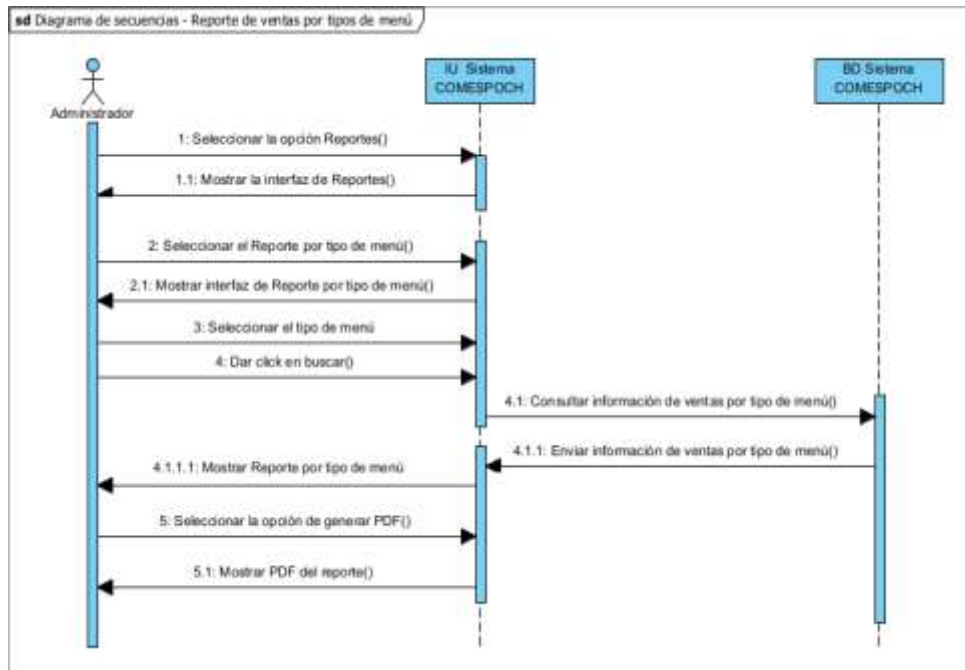 sd Diagrama de secuencias - Reporte de ventas por tipos de menú
IU Sistema
COMESPOCH
BD Sistema
COMESPOCH
Administrador
1: Seleccionar la opción Reportes()
1.1: Mostrar la interfaz de Reportes()
2: Seleccionar el Reporte por tipo de menú()
2.1: Mostrar interfaz de Reporte por tipo de menú()
3: Seleccionar el tipo de menú
4: Dar click en buscar()
4.1: Consultar información de ventas por tipo de menú()
4.1.1: Enviar información de ventas por tipo de menú()
4.1.1.1: Mostrar Reporte por tipo de menú
5: Seleccionar la opción de generar PDF()
5.1: Mostrar PDF del reporte()